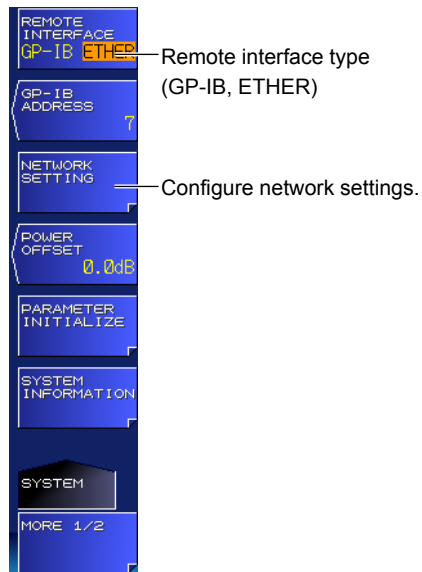 REMOTE
INTERFACE
GP-IB ETHER
Remote interface type
(GP-IB, ETHER)
GP-IB
ADDRESS
7
NETWORK
SETTING
Configure network settings.
POWER
OFFSET
0.0dB
PARAMETER
INITIALIZE
SYSTEM
INFORMATION
SYSTEM
MORE 1/2